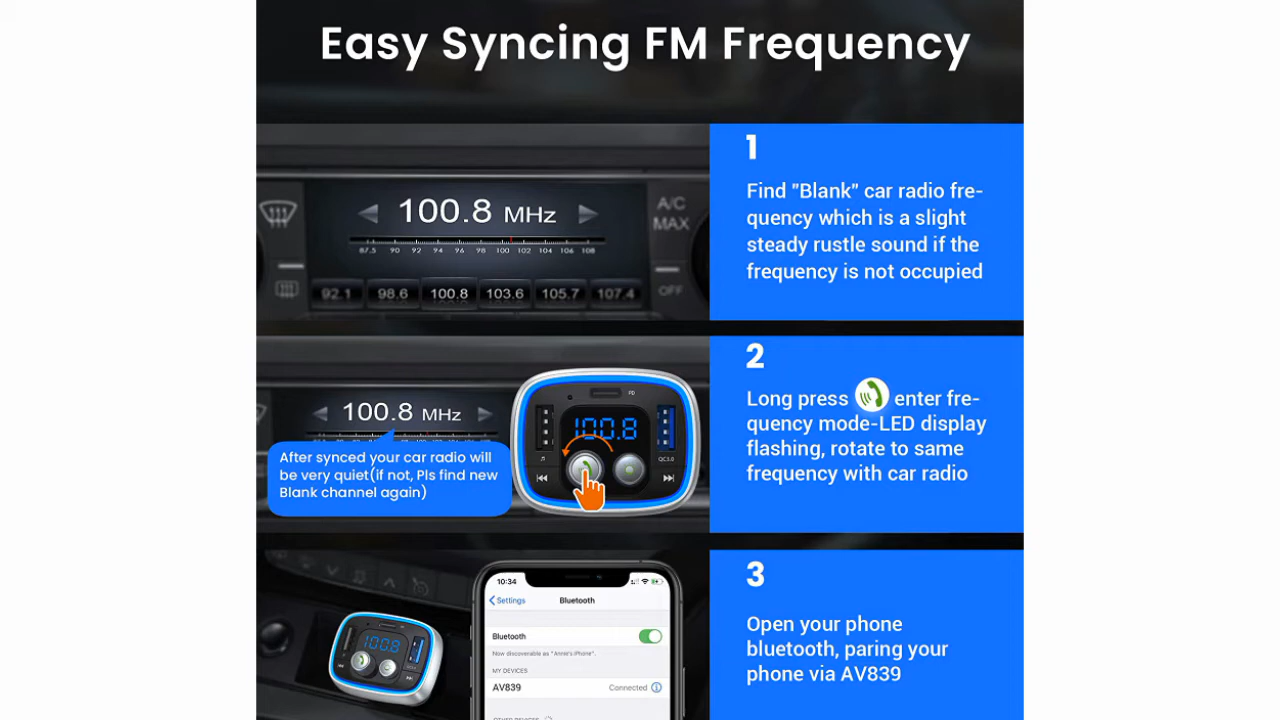 Easy Syncing FM Frequency
100.8 MHz
A/C
MAX
87.5 90 92 94 96 98 100 102 104 106 108
92.1 98.6 100.8 103.6 105.7 107.4
OFF
1
Find "Blank" car radio fre-
quency which is a slight
steady rustle sound if the
frequency is not occupied
100.8 MHz
After synced your car radio will
be very quiet(if not, Pls find new
Blank channel again)
PD
100.8
QC3.0
2
Long press enter fre-
quency mode-LED display
flashing, rotate to same
frequency with car radio
100.8
10:34
Settings Bluetooth
Bluetooth
Now discoverable as "Anne's iPhone".
MY DEVICES
AV839 Connected
3
Open your phone
bluetooth, paring your
phone via AV839